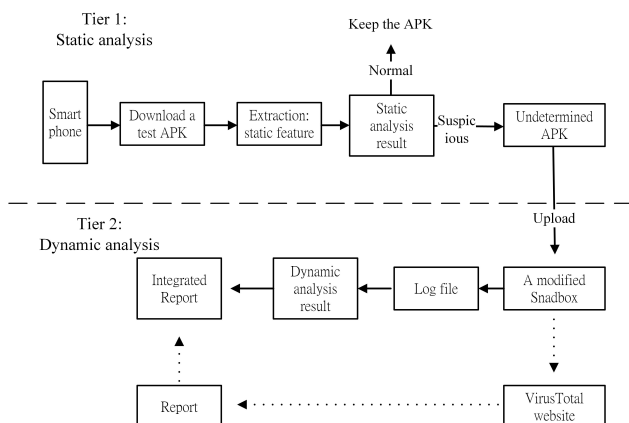 Tier 1:
Static analysis
Keep the APK
Normal
Smart
phone
Download a
test APK
Extraction:
static feature
Static
analysis
result
Suspic
ious
Undetermined
APK
Tier 2:
Dynamic analysis
Upload
Integrated
Report
Dynamic
analysis
result
Log file
A modified
Snadbox
Report
VirusTotal
website